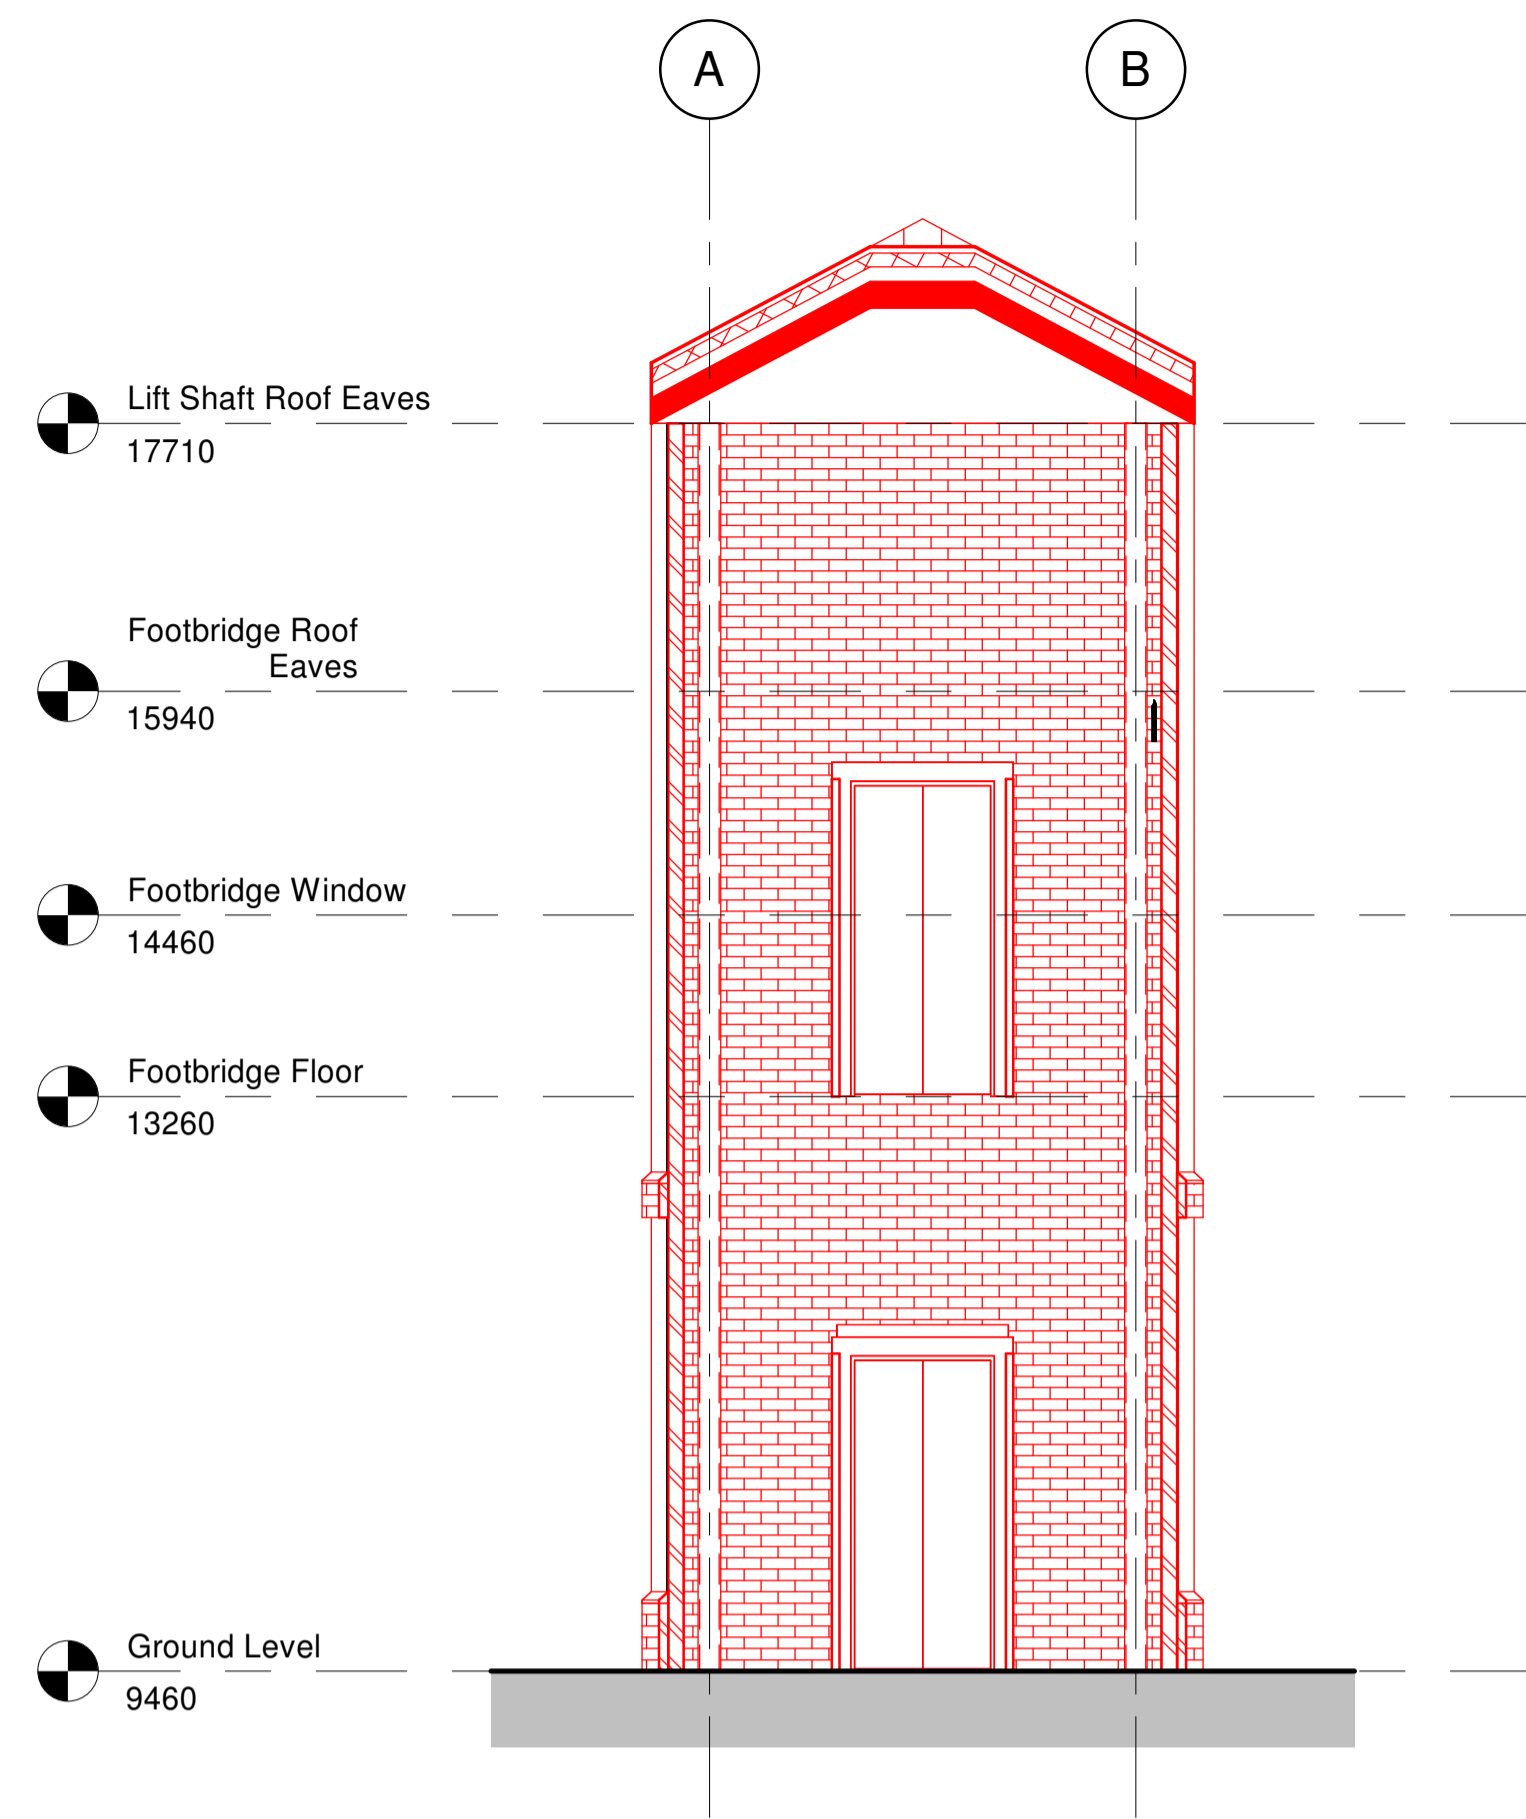 A
B
Lift Shaft Roof Eaves
17710
Footbridge Roof
Eaves
15940
Footbridge Window
14460
Footbridge Floor
13260
Ground Level
9460